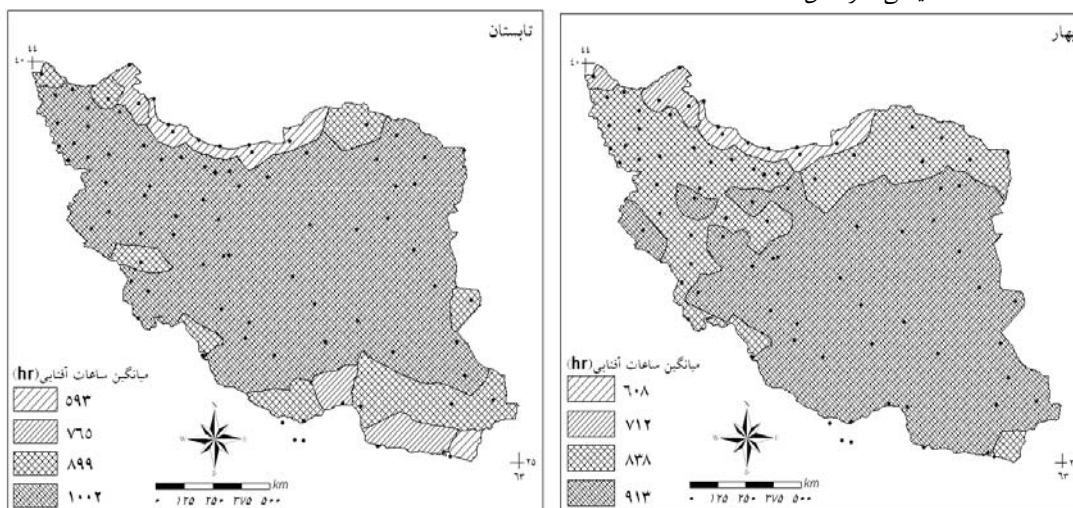 بهار
۴۴
۴۰
میانگین ساعات آفتابی(hr)
۶۰۸
۷۱۲
۸۳۸
۹۱۳
N
W
E
S
km
۰ ۱۲۵ ۲۵۰ ۳۷۵ ۵۰۰
۶۳
تابستان
۴۴
۴۰
میانگین ساعات آفتابی(hr)
۵۹۳
۷۶۵
۸۹۹
۱۰۰۲
N
W
E
S
km
۰ ۱۲۵ ۲۵۰ ۳۷۵ ۵۰۰
۲۵
۶۳